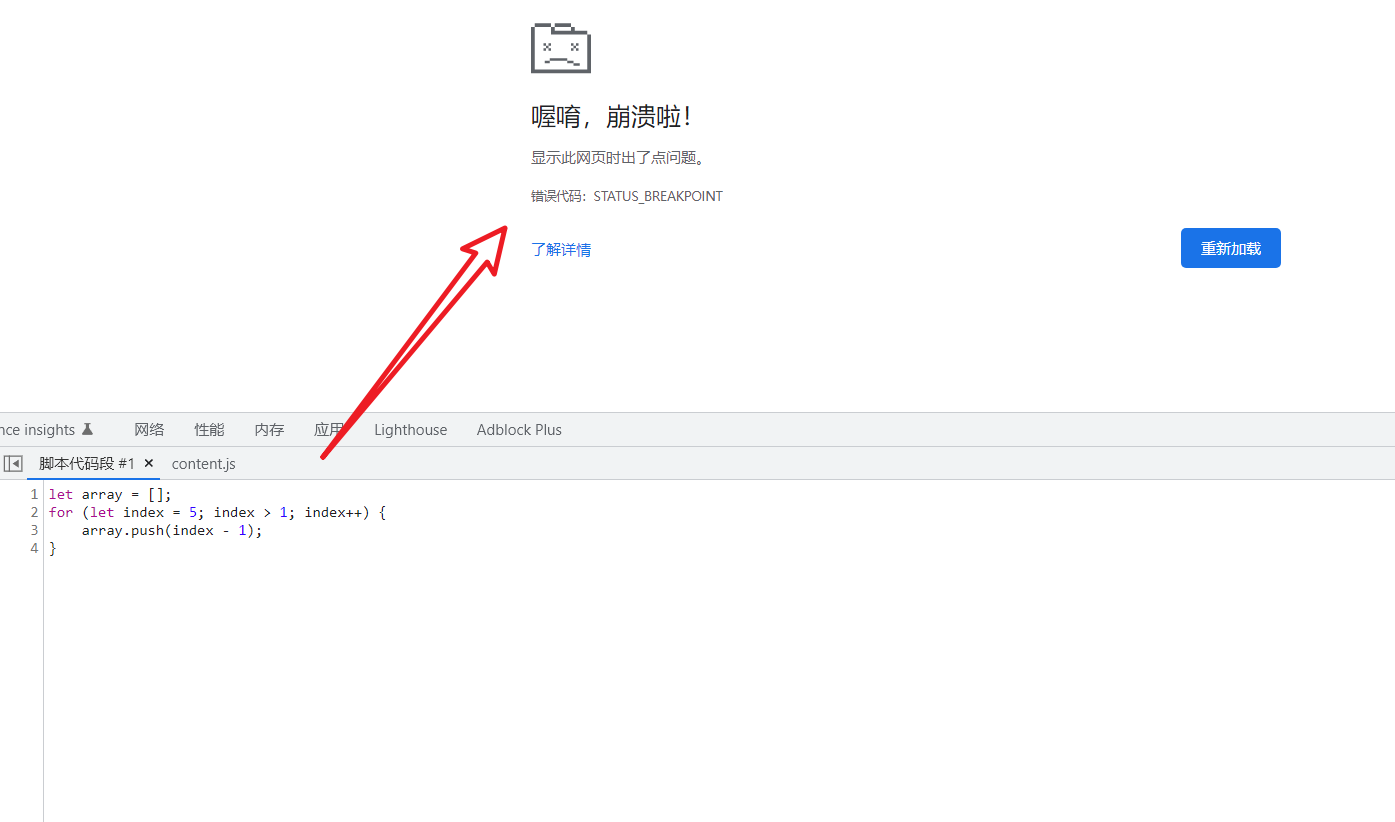 喔唷，崩溃啦！
显示此网页时出了点问题。
错误代码：STATUS_BREAKPOINT
了解详情
重新加载
nce insights 网络 性能 内存 应用 Lighthouse Adblock Plus
脚本代码段 #1 × content.js
1 let array = [];
2 for (let index = 5; index > 1; index++) {
3     array.push(index - 1);
4 }